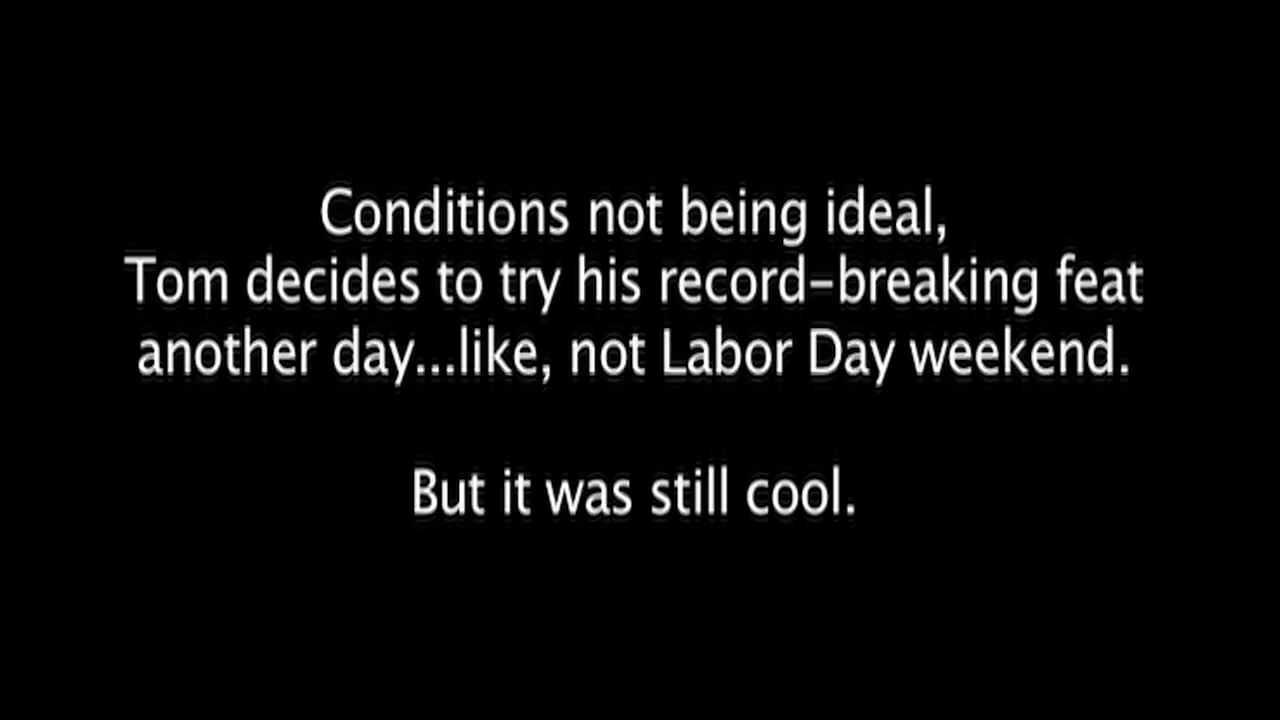 Conditions not being ideal,
Tom decides to try his record-breaking feat
another day...like, not Labor Day weekend.
But it was still cool.